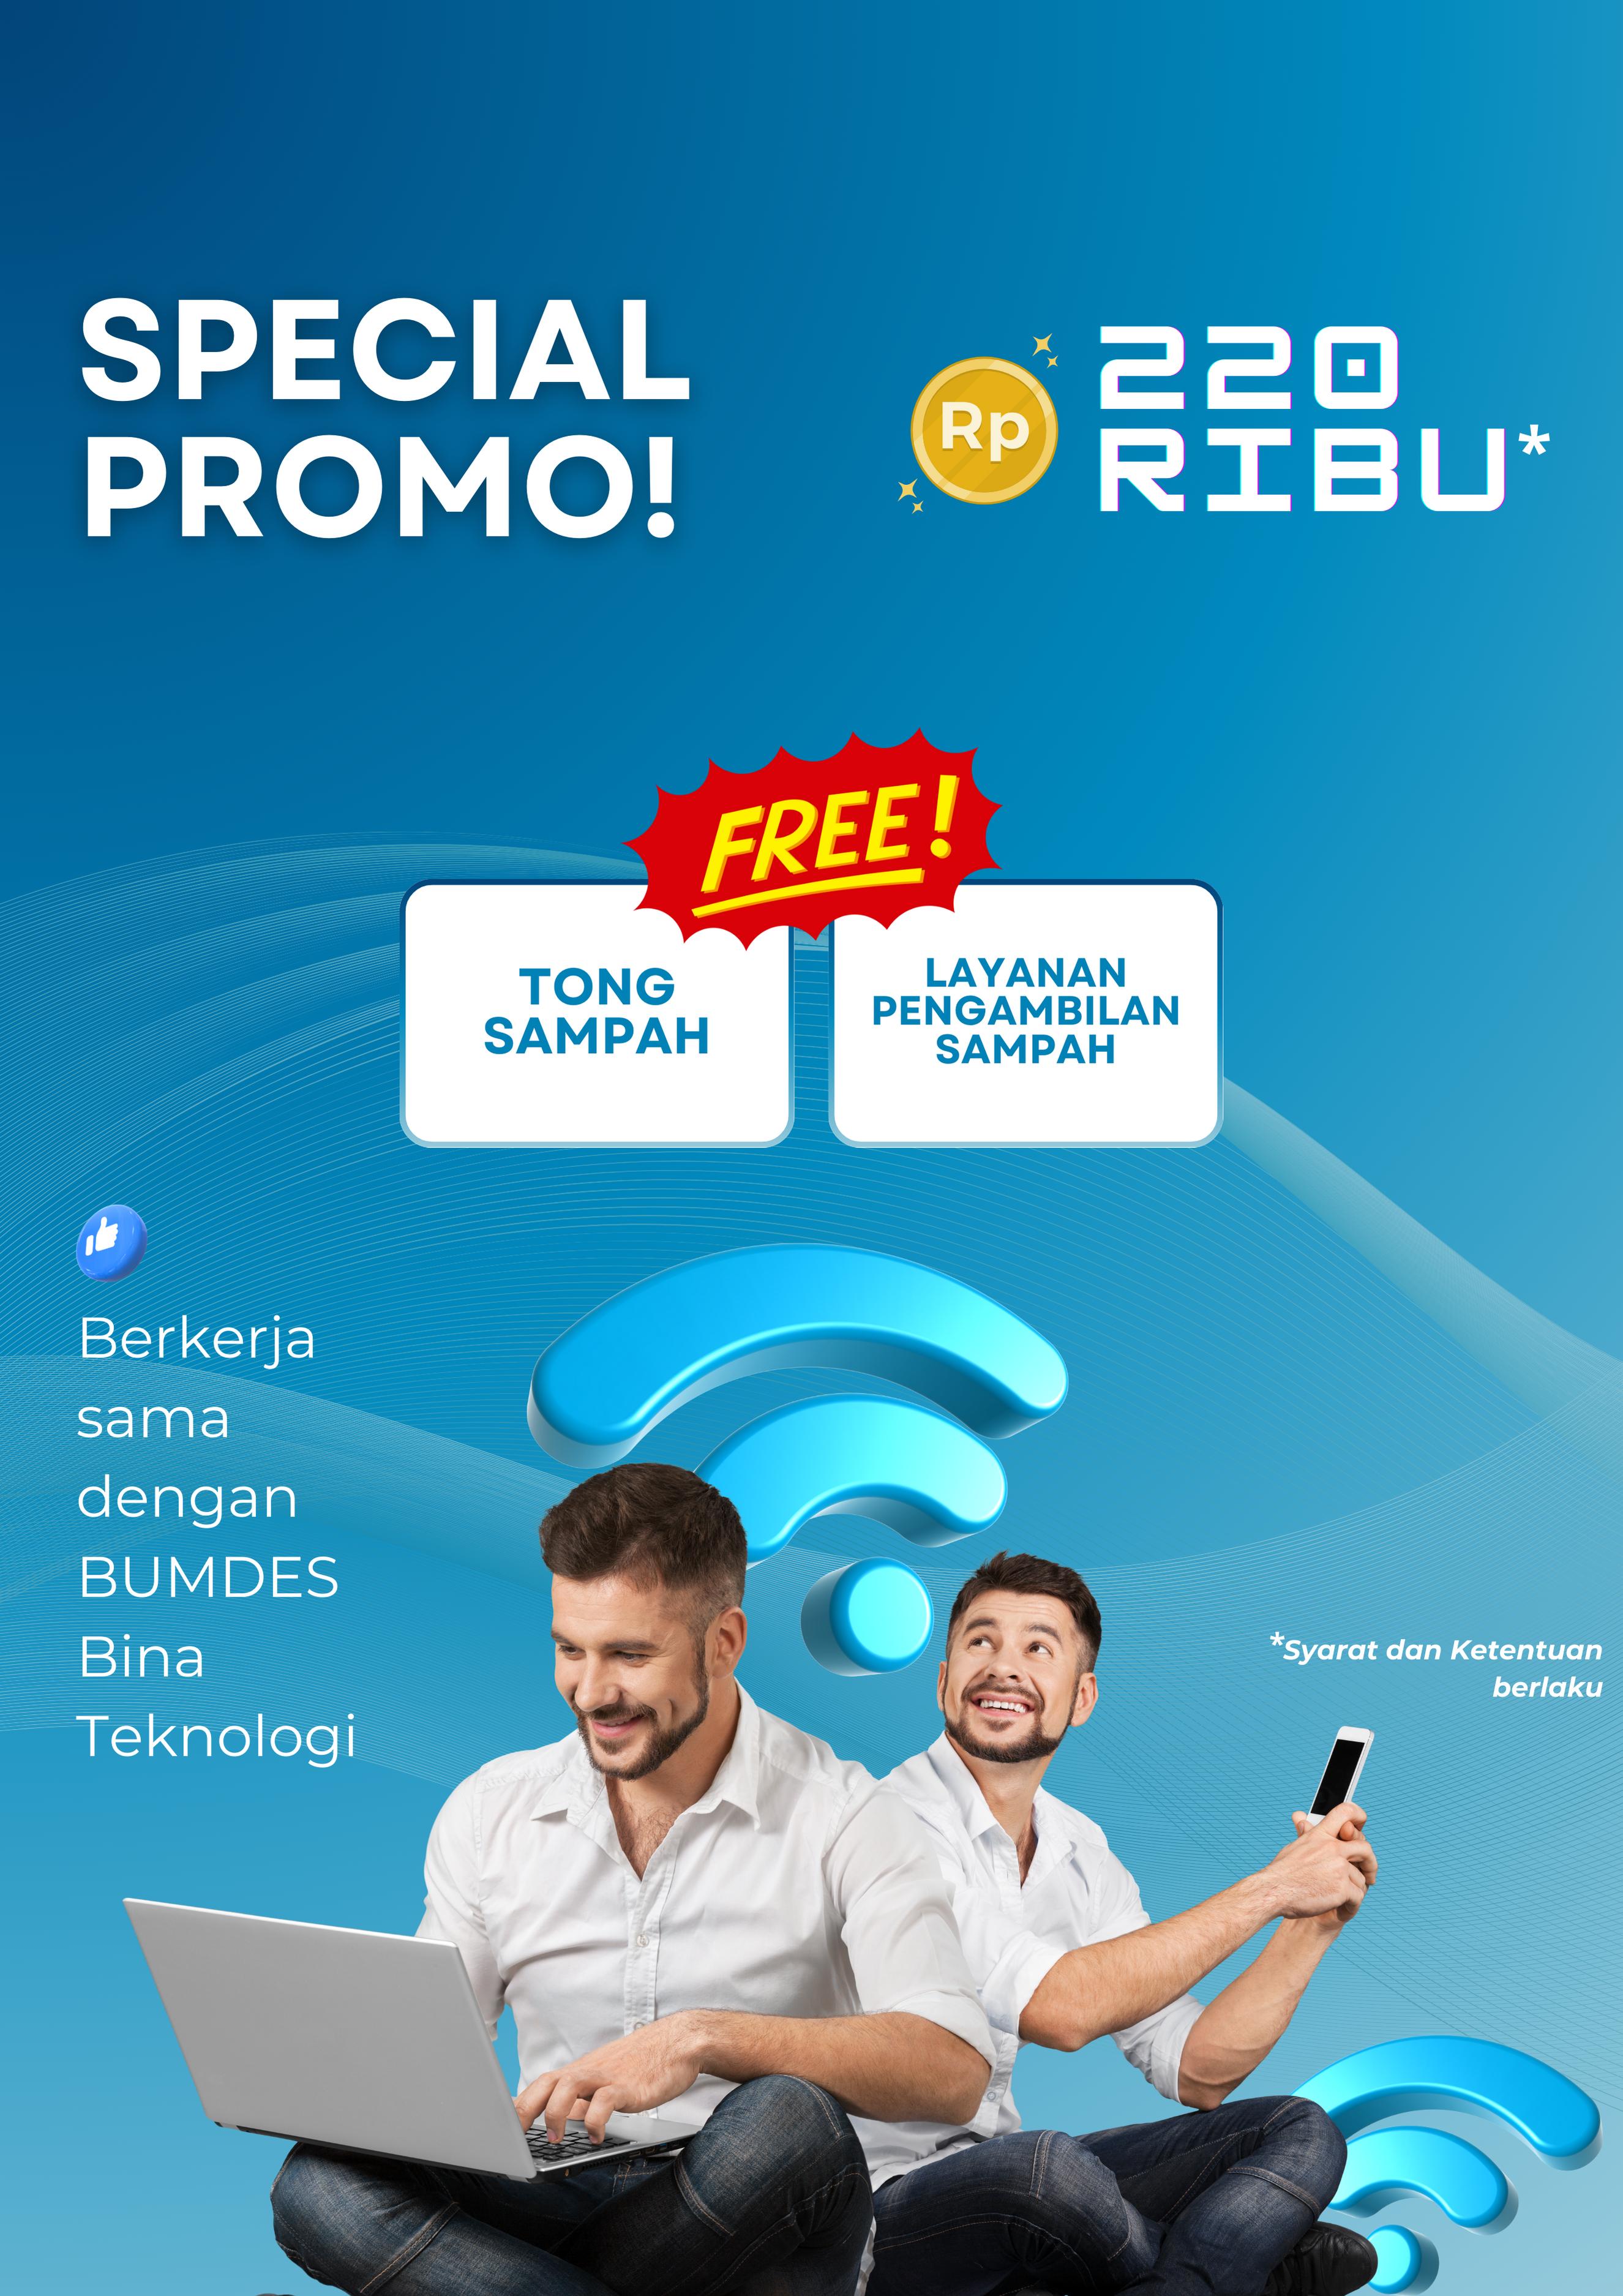 SPECIAL
PROMO!
Rp
220
RIBU*
FREE!
TONG
SAMPAH
LAYANAN
PENGAMBILAN
SAMPAH
Berkerja
sama
dengan
BUMDES
Bina
Teknologi
*Syarat dan Ketentuan
berlaku